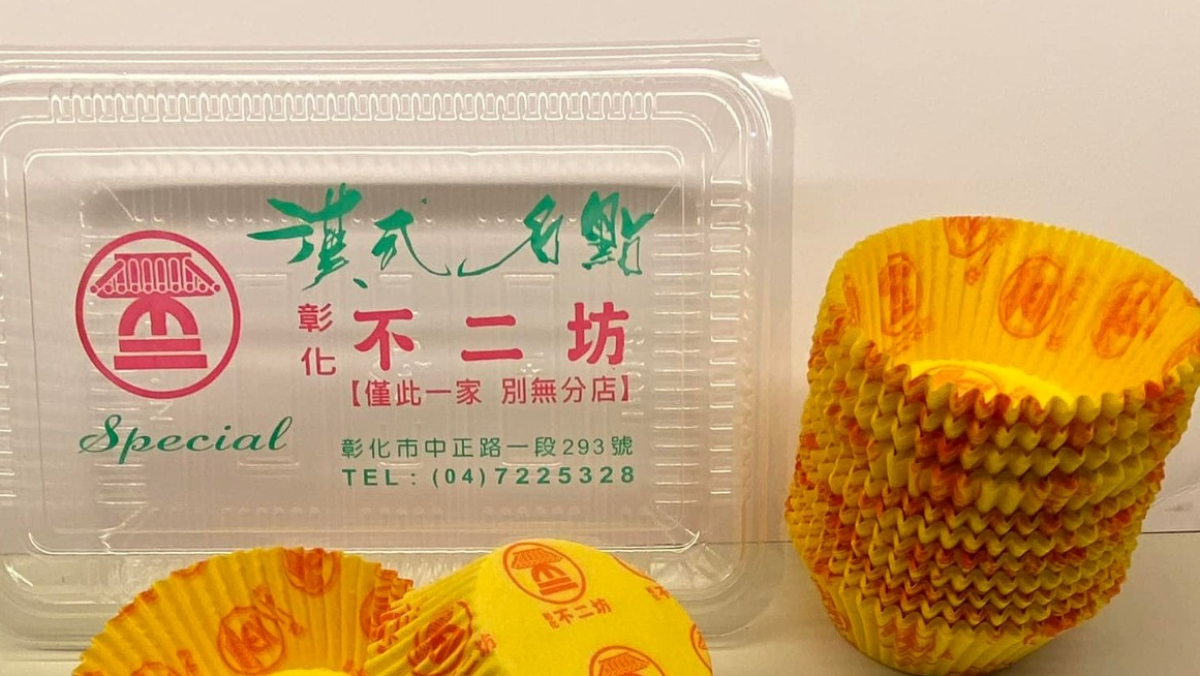 漢式名點
彰化 不二坊
【僅此一家 別無分店】
Special
彰化市中正路一段293號
TEL:(04)7225328
不二坊